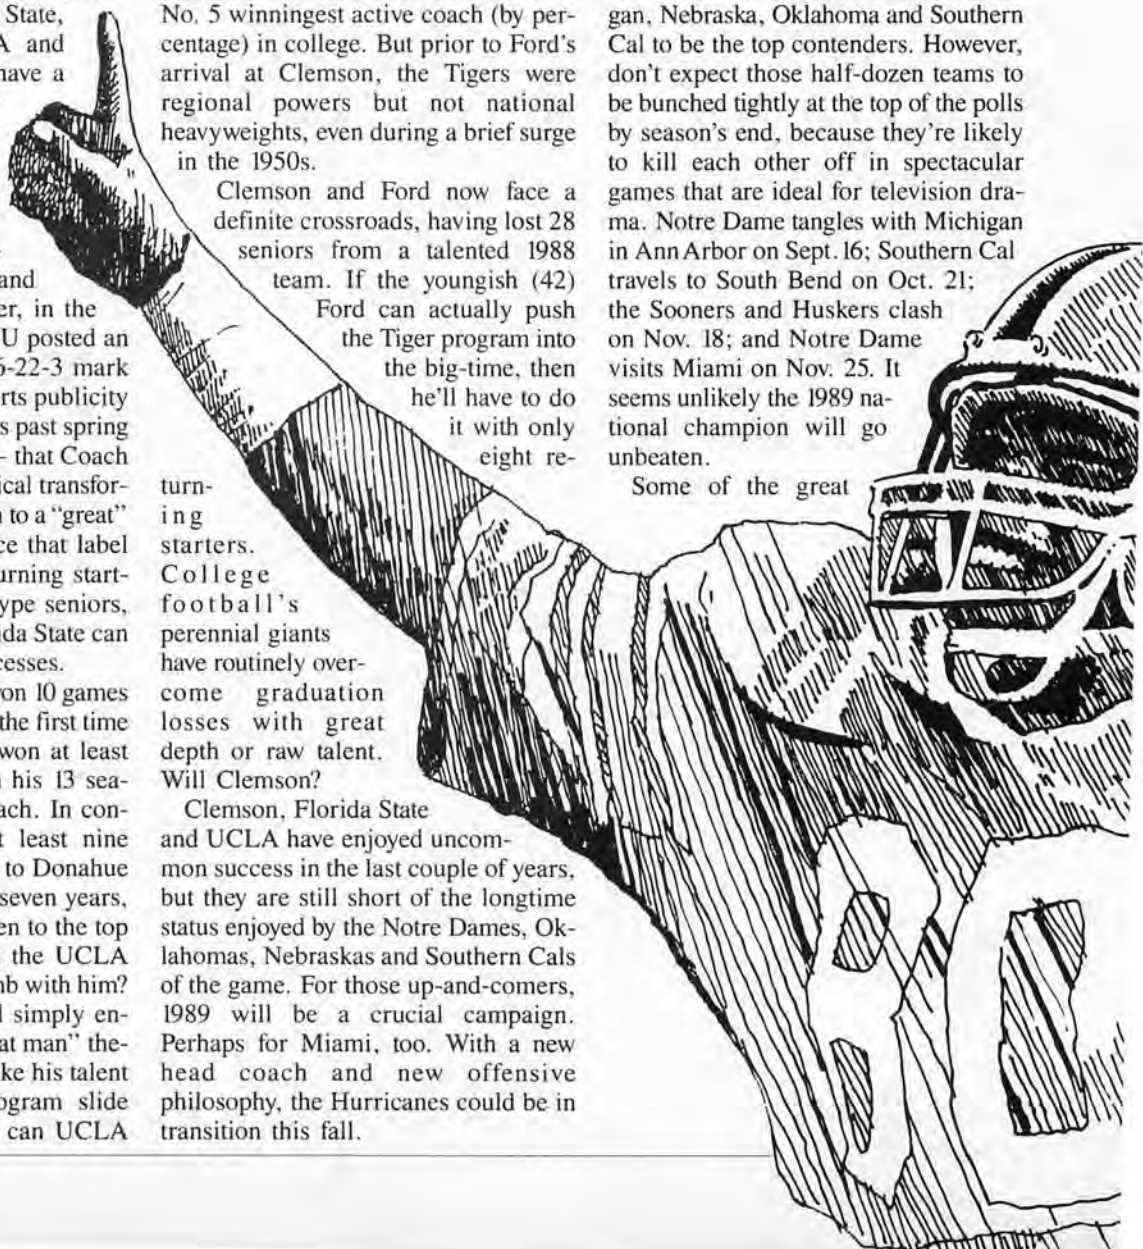 State,
A and
have a
and
er, in the
U posted an
6-22-3 mark
rts publicity
s past spring
– that Coach
ical transfor-
n to a "great"
ce that label
urning start-
ype seniors,
ida State can
cesses.
on 10 games
the first time
won at least
n his 13 sea-
ach. In con-
t least nine
to Donahue
seven years,
en to the top
the UCLA
nb with him?
l simply en-
at man" the-
ke his talent
ogram slide
can UCLA
No. 5 winningest active coach (by per-
centage) in college. But prior to Ford's
arrival at Clemson, the Tigers were
regional powers but not national
heavyweights, even during a brief surge
in the 1950s.
Clemson and Ford now face a
definite crossroads, having lost 28
seniors from a talented 1988
team. If the youngish (42)
Ford can actually push
the Tiger program into
the big-time, then
he'll have to do
it with only
eight re-
turn-
ing
starters.
College
football's
perennial giants
have routinely over-
come graduation
losses with great
depth or raw talent.
Will Clemson?
Clemson, Florida State
and UCLA have enjoyed uncom-
mon success in the last couple of years,
but they are still short of the longtime
status enjoyed by the Notre Dames, Ok-
lahomas, Nebraskas and Southern Cals
of the game. For those up-and-comers,
1989 will be a crucial campaign.
Perhaps for Miami, too. With a new
head coach and new offensive
philosophy, the Hurricanes could be in
transition this fall.
gan, Nebraska, Oklahoma and Southern
Cal to be the top contenders. However,
don't expect those half-dozen teams to
be bunched tightly at the top of the polls
by season's end, because they're likely
to kill each other off in spectacular
games that are ideal for television dra-
ma. Notre Dame tangles with Michigan
in Ann Arbor on Sept. 16; Southern Cal
travels to South Bend on Oct. 21;
the Sooners and Huskers clash
on Nov. 18; and Notre Dame
visits Miami on Nov. 25. It
seems unlikely the 1989 na-
tional champion will go
unbeaten.
Some of the great